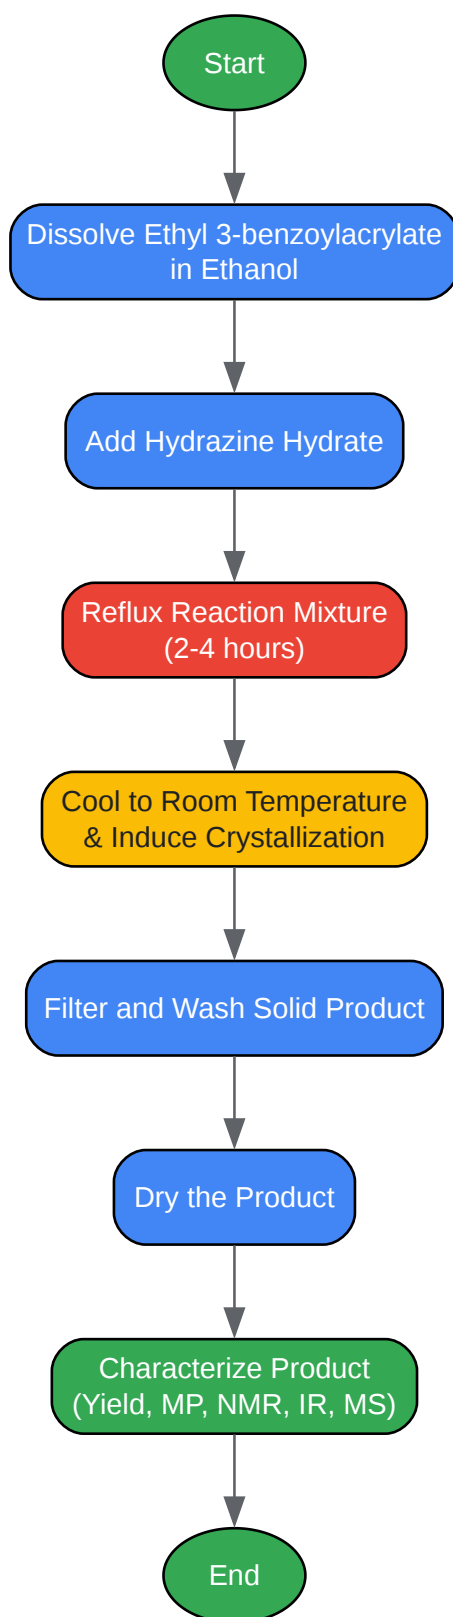 Start
Dissolve Ethyl 3-benzoylacrylate
in Ethanol
Add Hydrazine Hydrate
Reflux Reaction Mixture
(2-4 hours)
Cool to Room Temperature
& Induce Crystallization
Filter and Wash Solid Product
Dry the Product
Characterize Product
(Yield, MP, NMR, IR, MS)
End